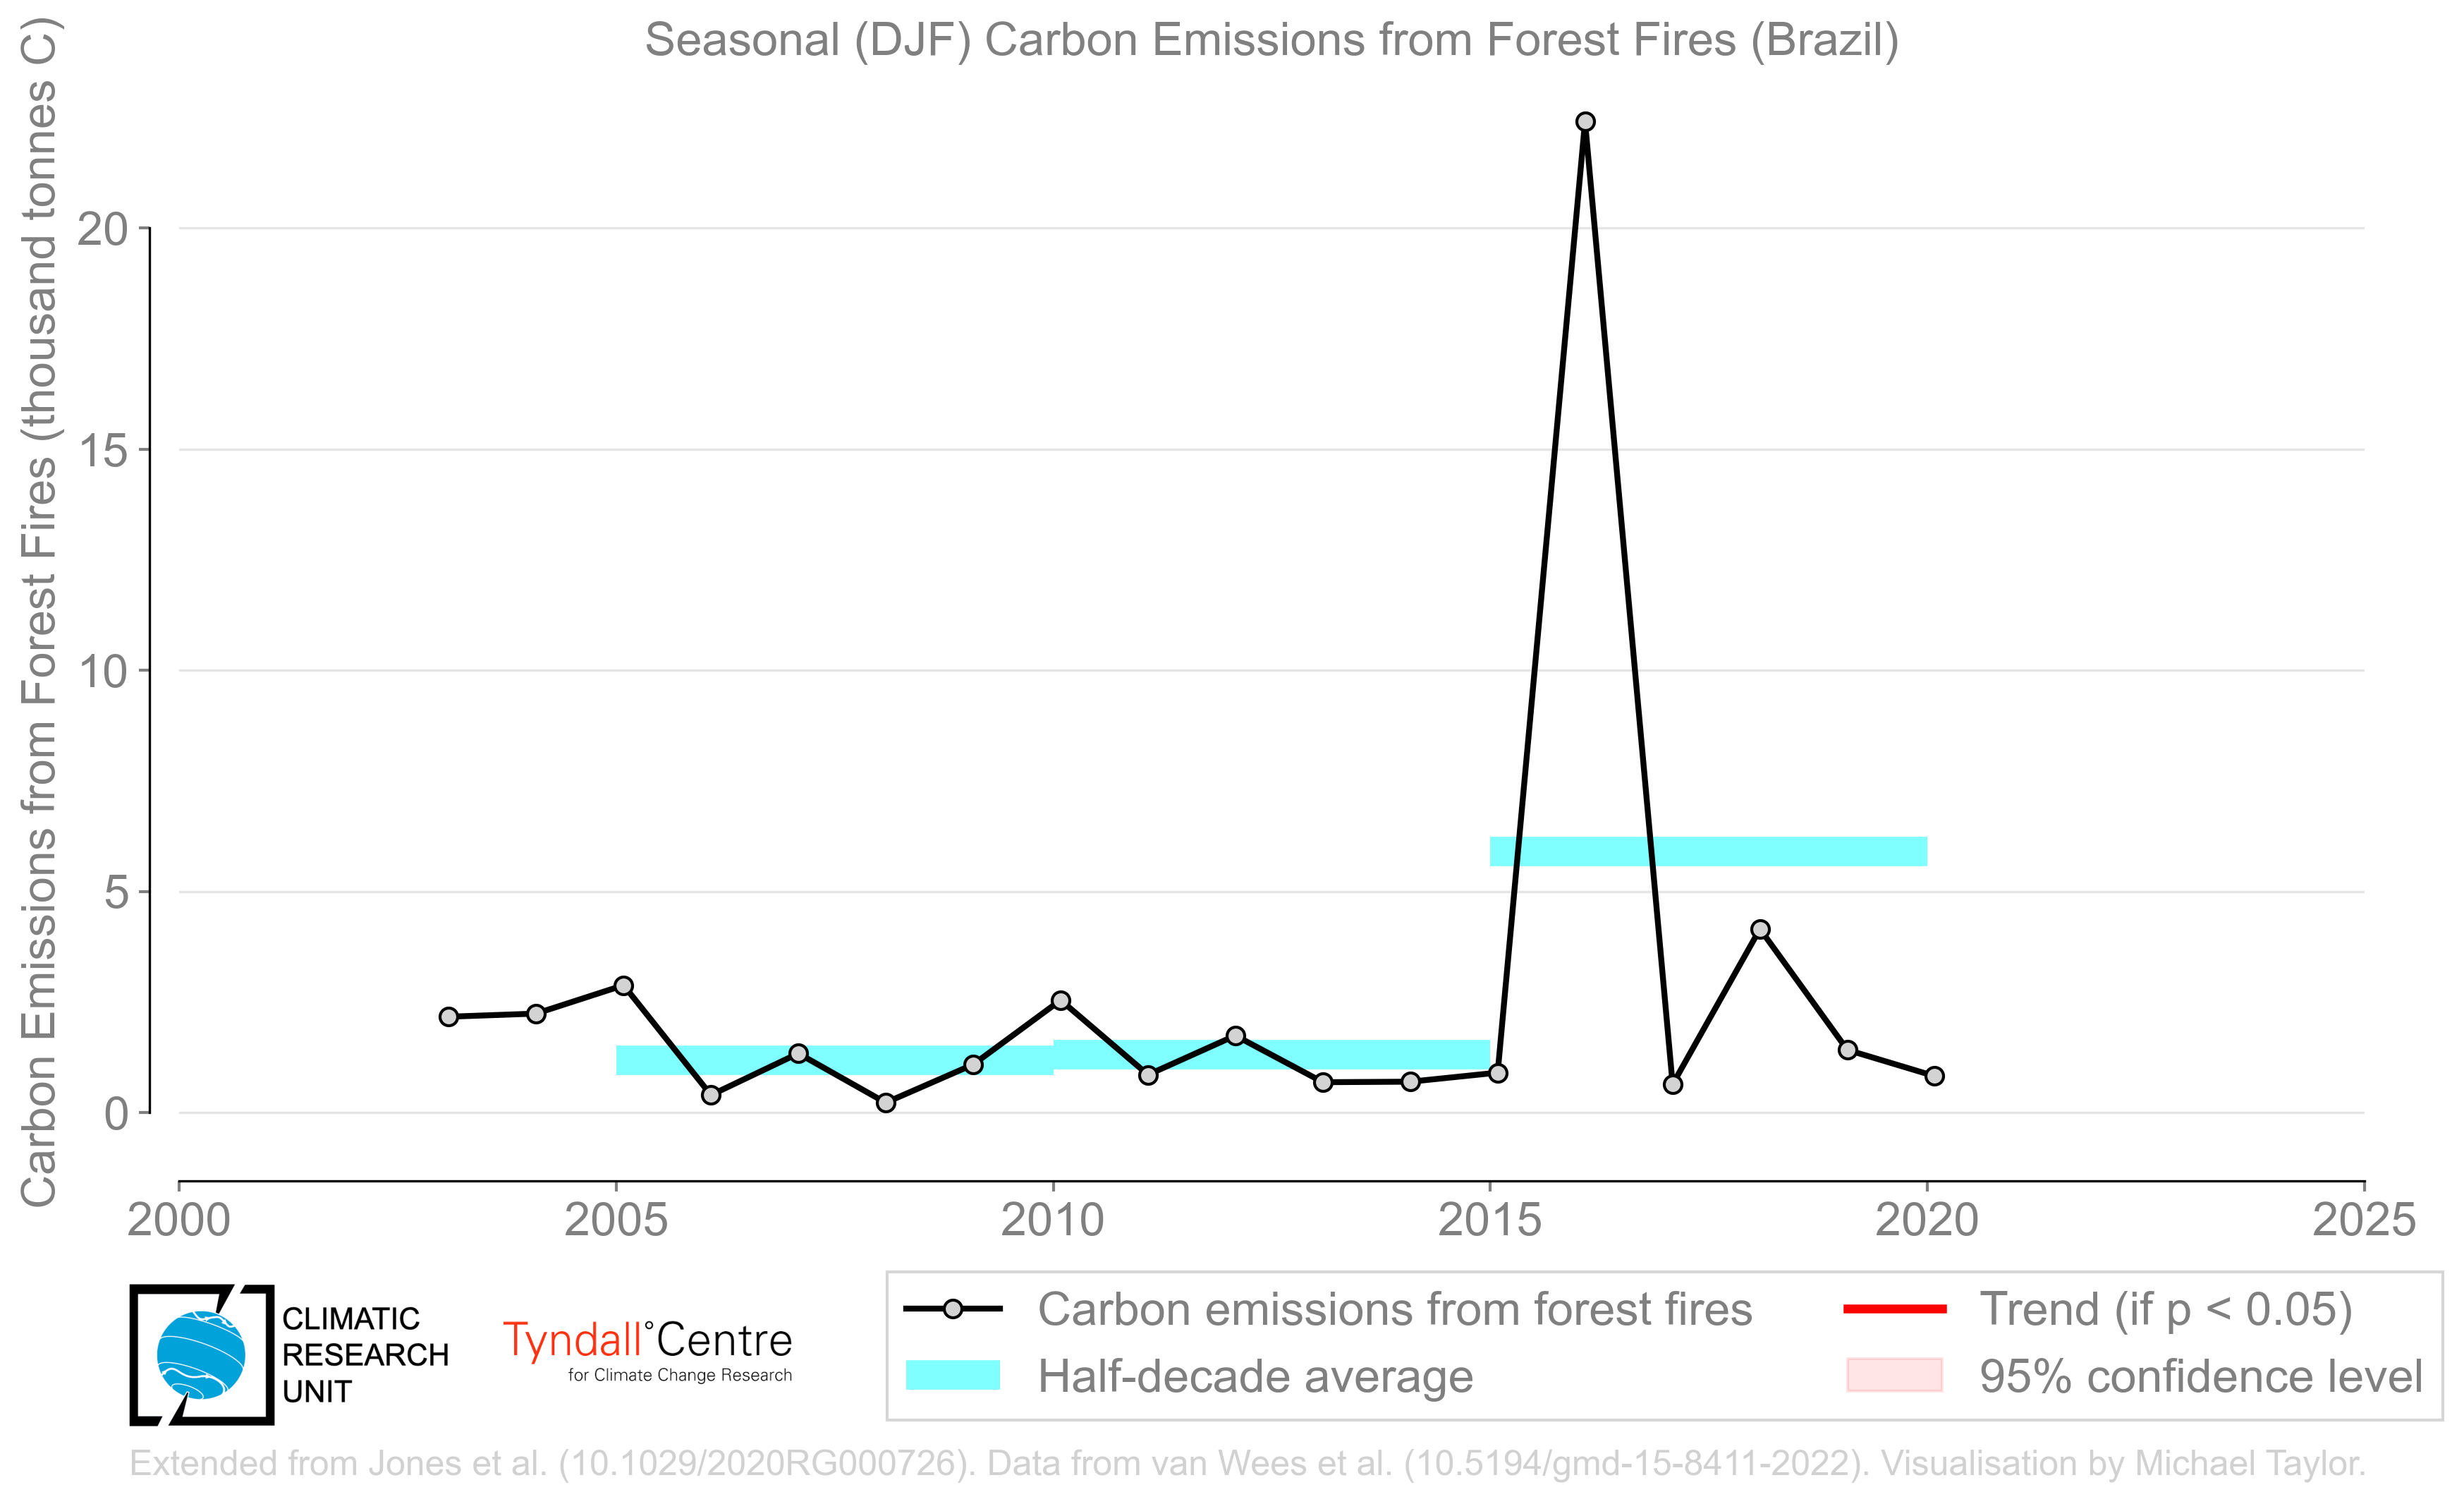 Seasonal (DJF) Carbon Emissions from Forest Fires (Brazil)
Carbon Emissions from Forest Fires (thousand tonnes C)
20
15
10
5
0
2000
2005
2010
2015
2020
2025
CLIMATIC
RESEARCH
UNIT
Tyndall°Centre
for Climate Change Research
Carbon emissions from forest fires
Half-decade average
Trend (if p < 0.05)
95% confidence level
Extended from Jones et al. (10.1029/2020RG000726). Data from van Wees et al. (10.5194/gmd-15-8411-2022). Visualisation by Michael Taylor.